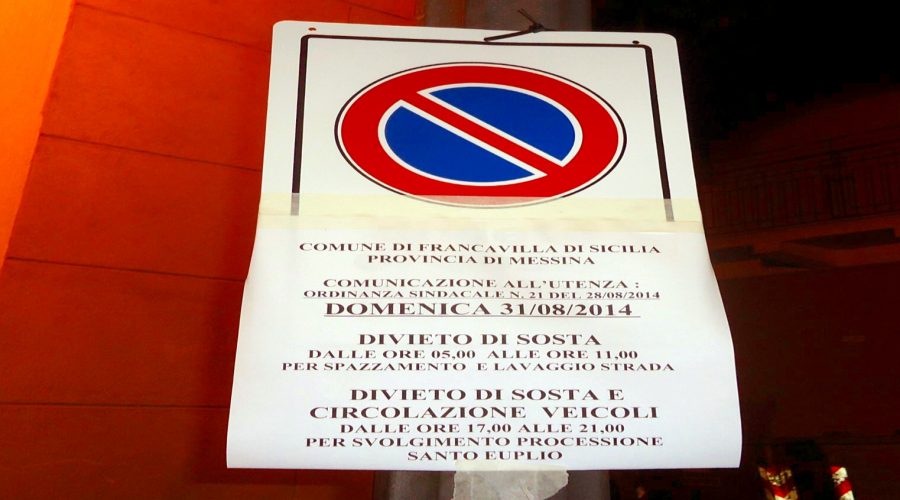 COMUNE DI FRANCAVILLA DI SICILIA
PROVINCIA DI MESSINA
COMUNICAZIONE ALL'UTENZA :
ORDINANZA SINDACALE N. 21 DEL 28/08/2014
DOMENICA 31/08/2014
DIVIETO DI SOSTA
DALLE ORE 05,00 ALLE ORE 11,00
PER SPAZZAMENTO E LAVAGGIO STRADA
DIVIETO DI SOSTA E
CIRCOLAZIONE VEICOLI
DALLE ORE 17,00 ALLE 21,00
PER SVOLGIMENTO PROCESSIONE
SANTO EUPLIO